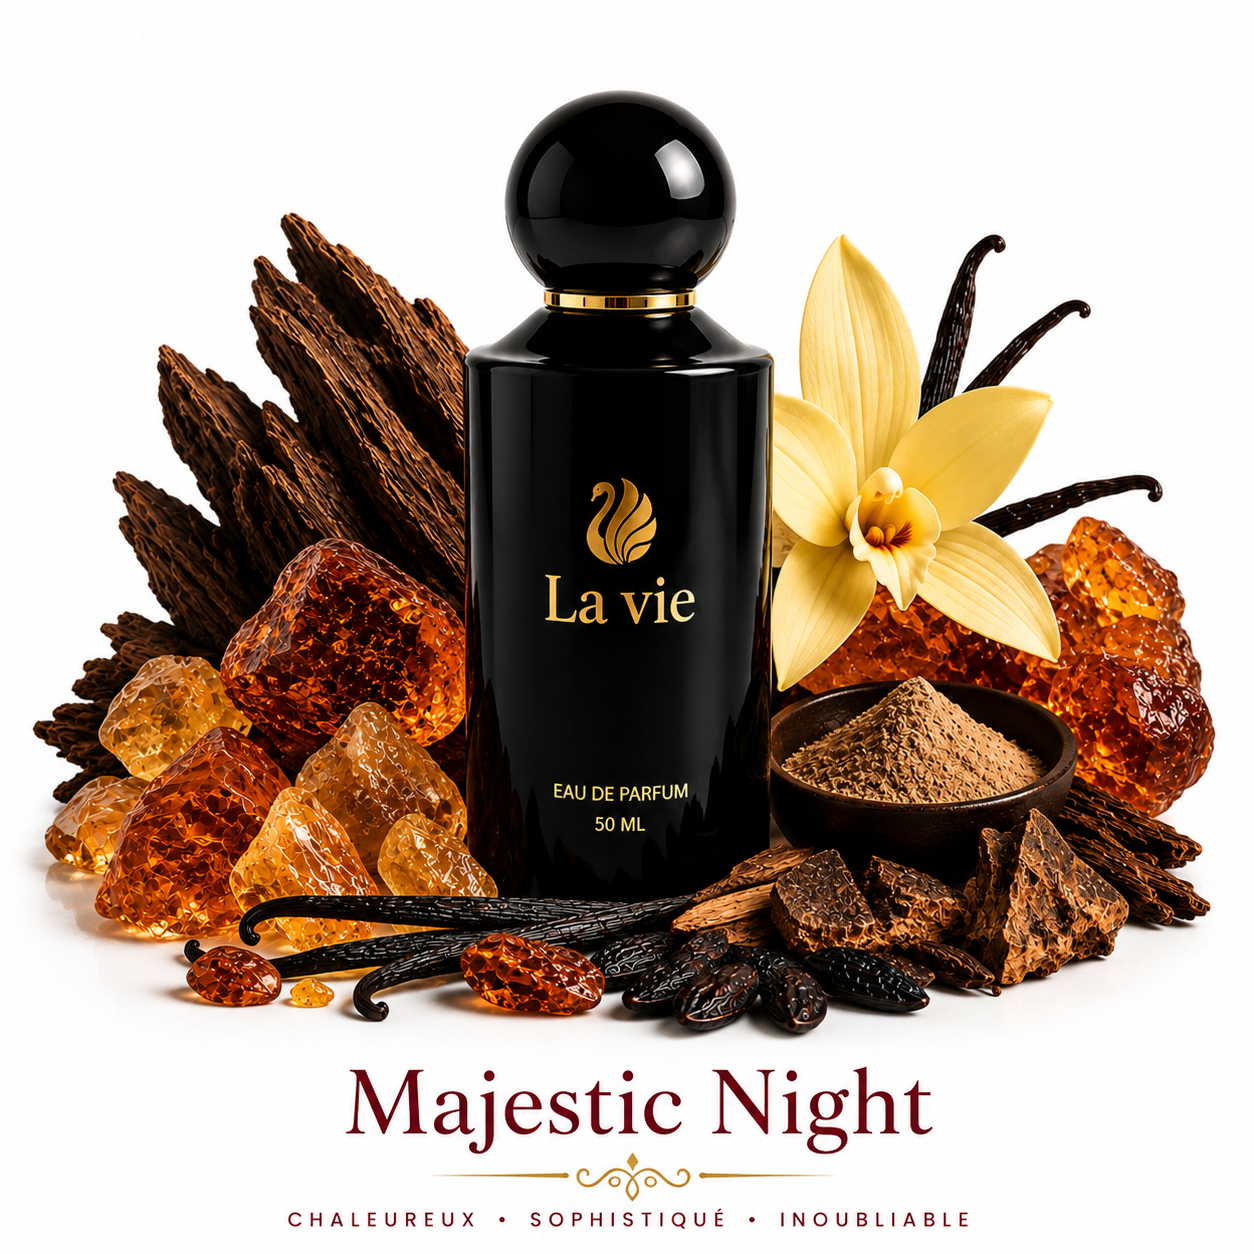 La vie
EAU DE PARFUM
50 ML
Majestic Night
CHALEUREUX • SOPHISTIQUÉ • INOUBLIABLE